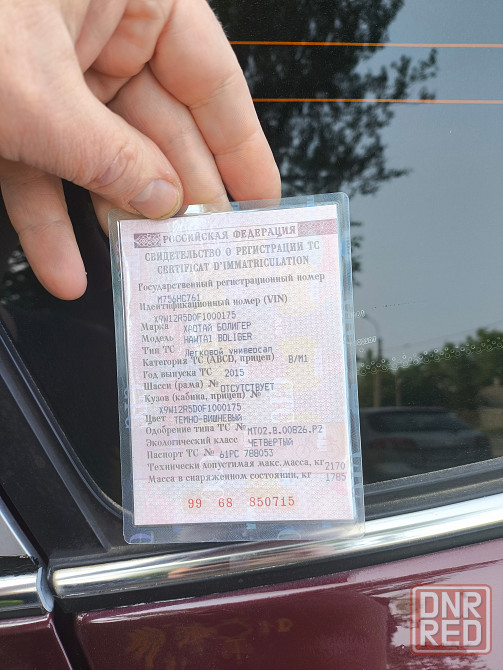 РОССИЙСКАЯ ФЕДЕРАЦИЯ
СВИДЕТЕЛЬСТВО О РЕГИСТРАЦИИ ТС
CERTIFICAT D'IMMATRICULATION
Государственный регистрационный номер
М756НС761
Идентификационный номер (VIN)
X9W12R5D0F1000175
Марка ХАОТАЙ БОЛИГЕР
Модель HAWTAI BOLIGER
Тип ТС Легковой универсал
Категория ТС (ABCD, прицеп) B/M1
Год выпуска ТС 2015
Шасси (рама) № ОТСУТСТВУЕТ
Кузов (кабина, прицеп) №
X9W12R5D0F1000175
Цвет ТЕМНО-ВИШНЕВЫЙ
Одобрение типа ТС № МТ02.В.00826.Р2
Экологический класс ЧЕТВЕРТЫЙ
Паспорт ТС № 61РС 788053
Технически допустимая макс. масса, кг 2170
Масса в снаряженном состоянии, кг 1785
99 68 850715
DNR
RED